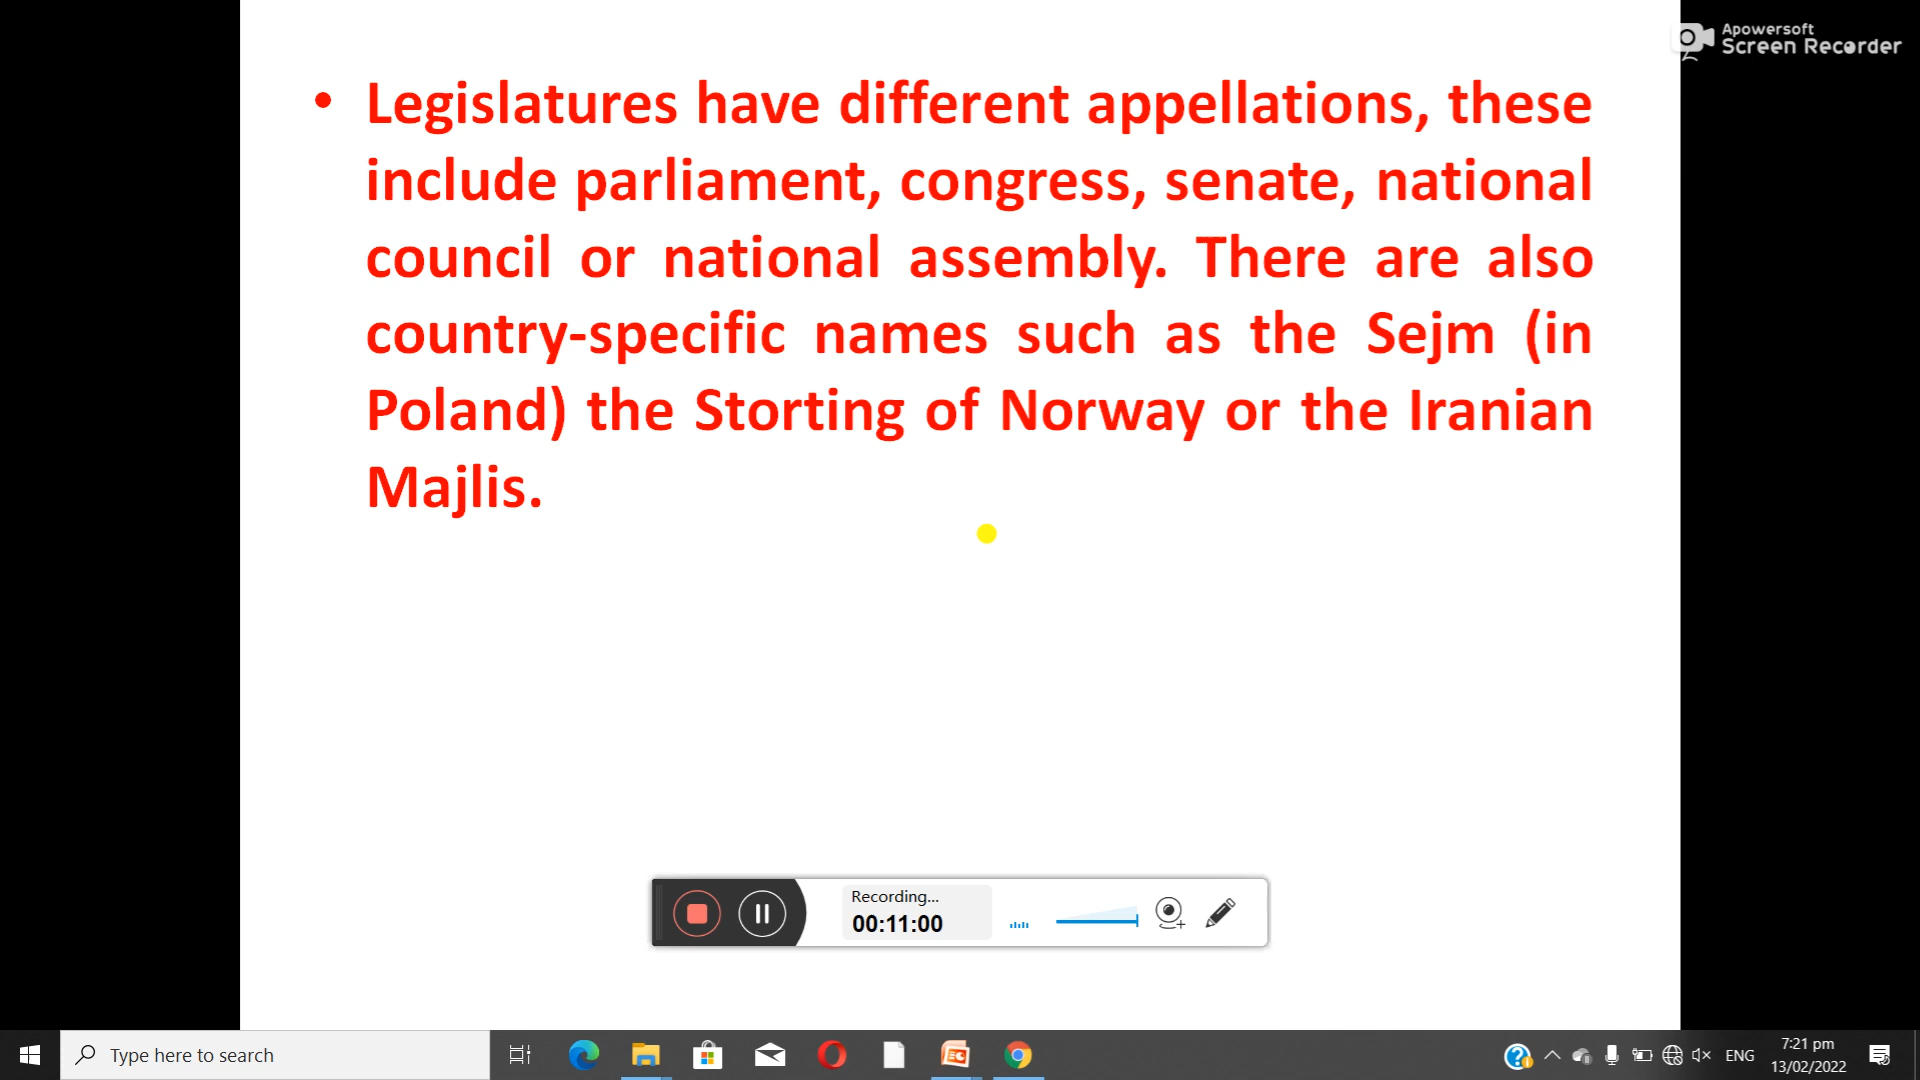 Apowersoft
Screen Recorder
• Legislatures have different appellations, these
include parliament, congress, senate, national
council or national assembly. There are also
country-specific names such as the Sejm (in
Poland) the Storting of Norway or the Iranian
Majlis.
Recording...
00:11:00
Type here to search
ENG
7:21 pm
13/02/2022